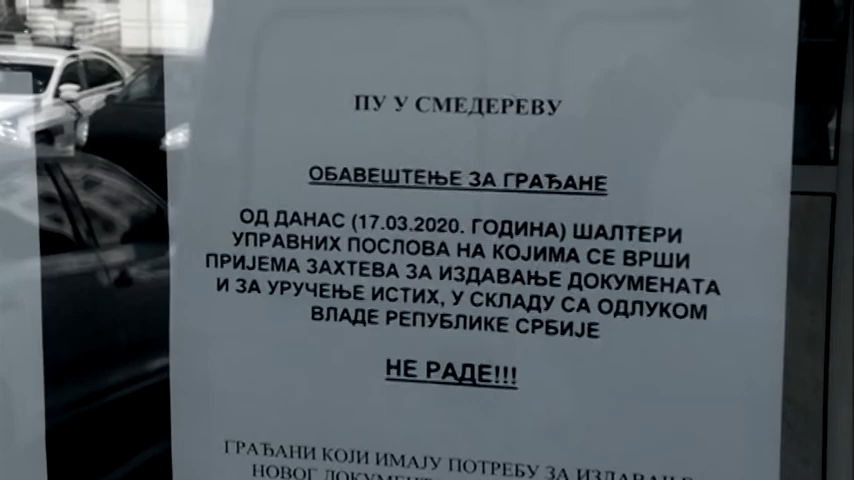 ПУ У СМЕДЕРЕВУ
ОБАВЕШТЕЊЕ ЗА ГРАЂАНЕ
ОД ДАНАС (17.03.2020. ГОДИНА) ШАЛТЕРИ
УПРАВНИХ ПОСЛОВА НА КОЈИМА СЕ ВРШИ
ПРИЈЕМА ЗАХТЕВА ЗА ИЗДАВАЊЕ ДОКУМЕНАТА
И ЗА УРУЧЕЊЕ ИСТИХ, У СКЛАДУ СА ОДЛУКОМ
ВЛАДЕ РЕПУБЛИКЕ СРБИЈЕ
НЕ РАДЕ!!!
ГРАЂАНИ КОЈИ ИМАЈУ ПОТРЕБУ ЗА ИЗДАВАЊЕ
НОВОГ